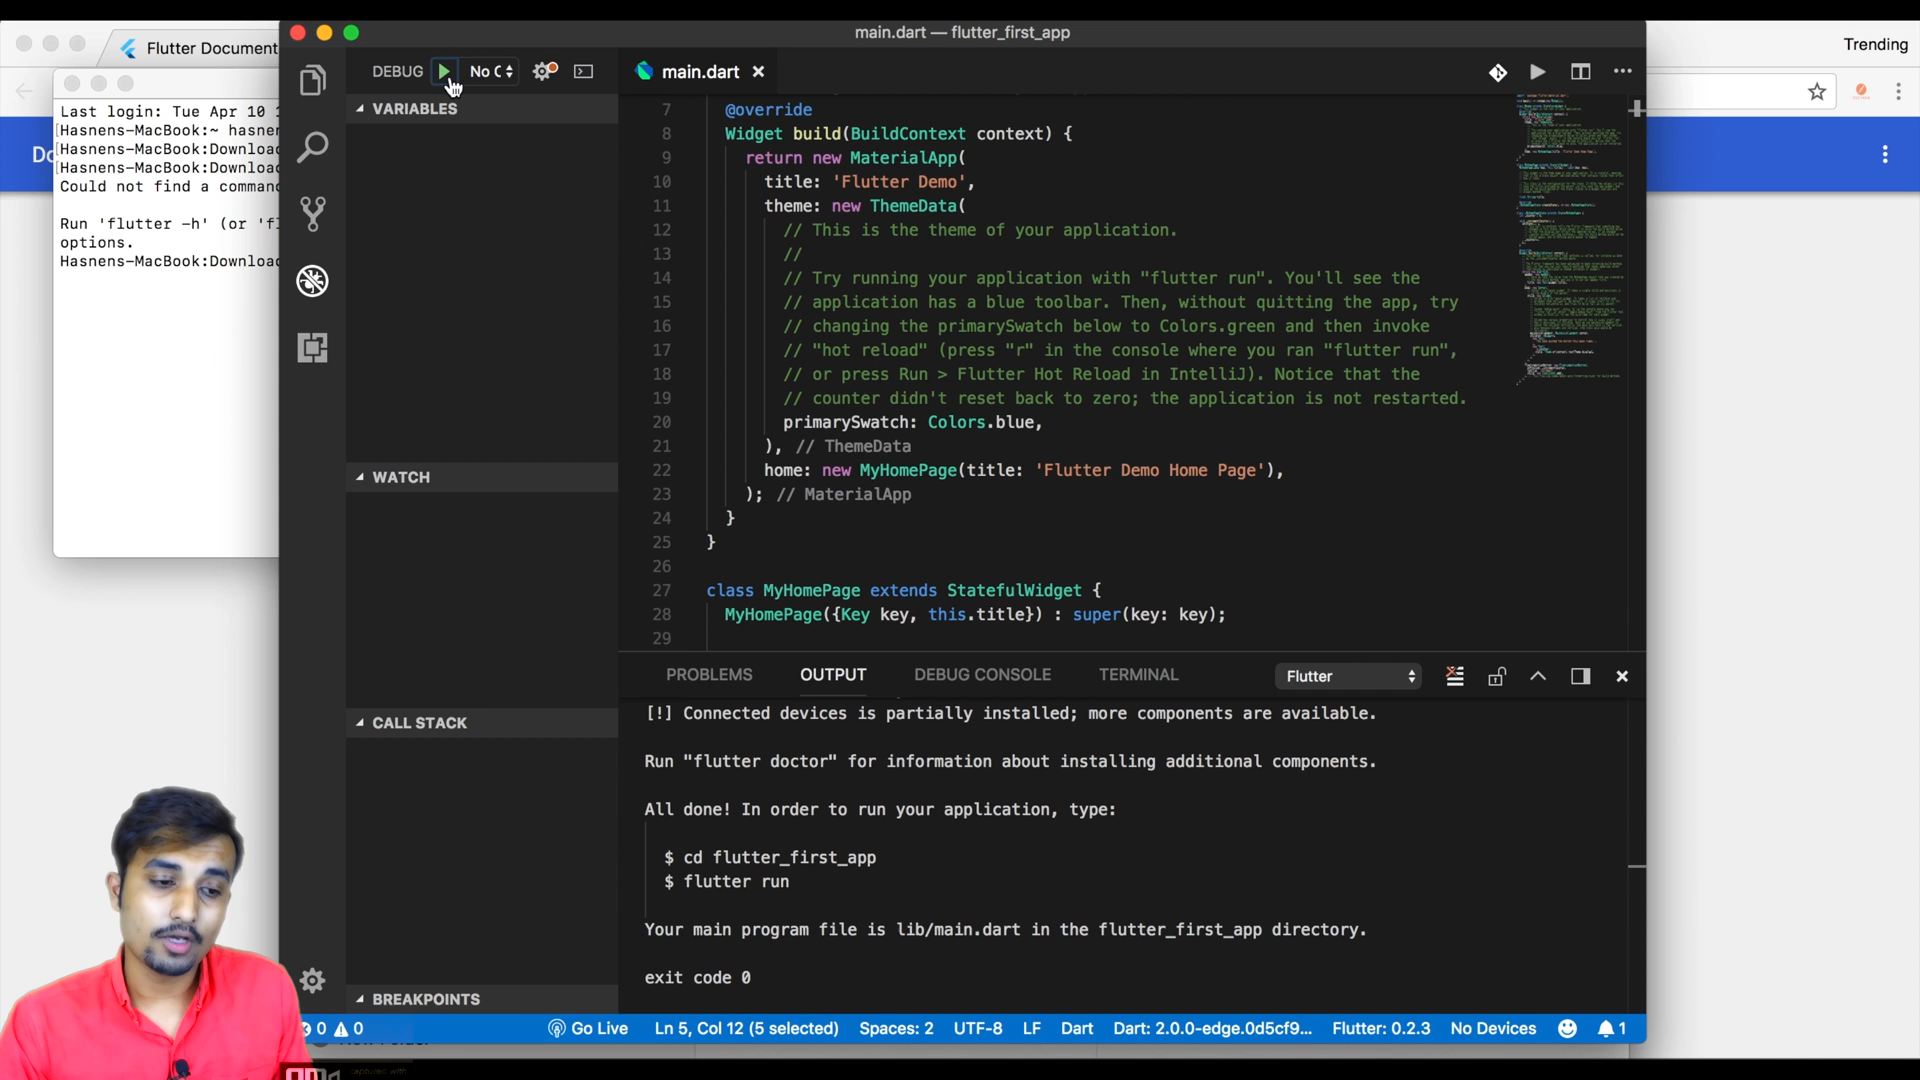 main.dart — flutter_first_app
Flutter Document
Trending
DEBUG
No C
main.dart
Last login: Tue Apr 10 1
[Hasnens-MacBook:~ hasner
[Hasnens-MacBook:Download
[Hasnens-MacBook:Download
Could not find a command
Run 'flutter -h' (or 'fl
options.
Hasnens-MacBook:Download
VARIABLES
WATCH
CALL STACK
BREAKPOINTS
7 @override
8 Widget build(BuildContext context) {
9 return new MaterialApp(
10 title: 'Flutter Demo',
11 theme: new ThemeData(
12 // This is the theme of your application.
13 //
14 // Try running your application with "flutter run". You'll see the
15 // application has a blue toolbar. Then, without quitting the app, try
16 // changing the primarySwatch below to Colors.green and then invoke
17 // "hot reload" (press "r" in the console where you ran "flutter run",
18 // or press Run > Flutter Hot Reload in IntelliJ). Notice that the
19 // counter didn't reset back to zero; the application is not restarted.
20 primarySwatch: Colors.blue,
21 ), // ThemeData
22 home: new MyHomePage(title: 'Flutter Demo Home Page'),
23 ); // MaterialApp
24 }
25 }
26
27 class MyHomePage extends StatefulWidget {
28 MyHomePage({Key key, this.title}) : super(key: key);
29
PROBLEMS OUTPUT DEBUG CONSOLE TERMINAL Flutter
[!] Connected devices is partially installed; more components are available.
Run "flutter doctor" for information about installing additional components.
All done! In order to run your application, type:
$ cd flutter_first_app
$ flutter run
Your main program file is lib/main.dart in the flutter_first_app directory.
exit code 0
0 0 Go Live Ln 5, Col 12 (5 selected) Spaces: 2 UTF-8 LF Dart Dart: 2.0.0-edge.0d5cf9... Flutter: 0.2.3 No Devices 1
captured with